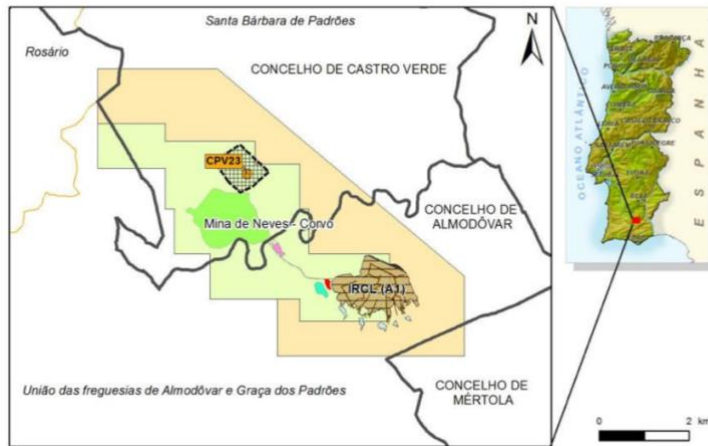 Santa Bárbara de Padrões
Rosário
CONCELHO DE CASTRO VERDE
N
CPV23
Mina de Neves - Corvo
CONCELHO DE
ALMODÔVAR
IRCL (A1)
União das freguesias de Almodôvar e Graça dos Padrões
CONCELHO DE
MÉRTOLA
OCEANO ATLÂNTICO
ESPANHA
0 2 km